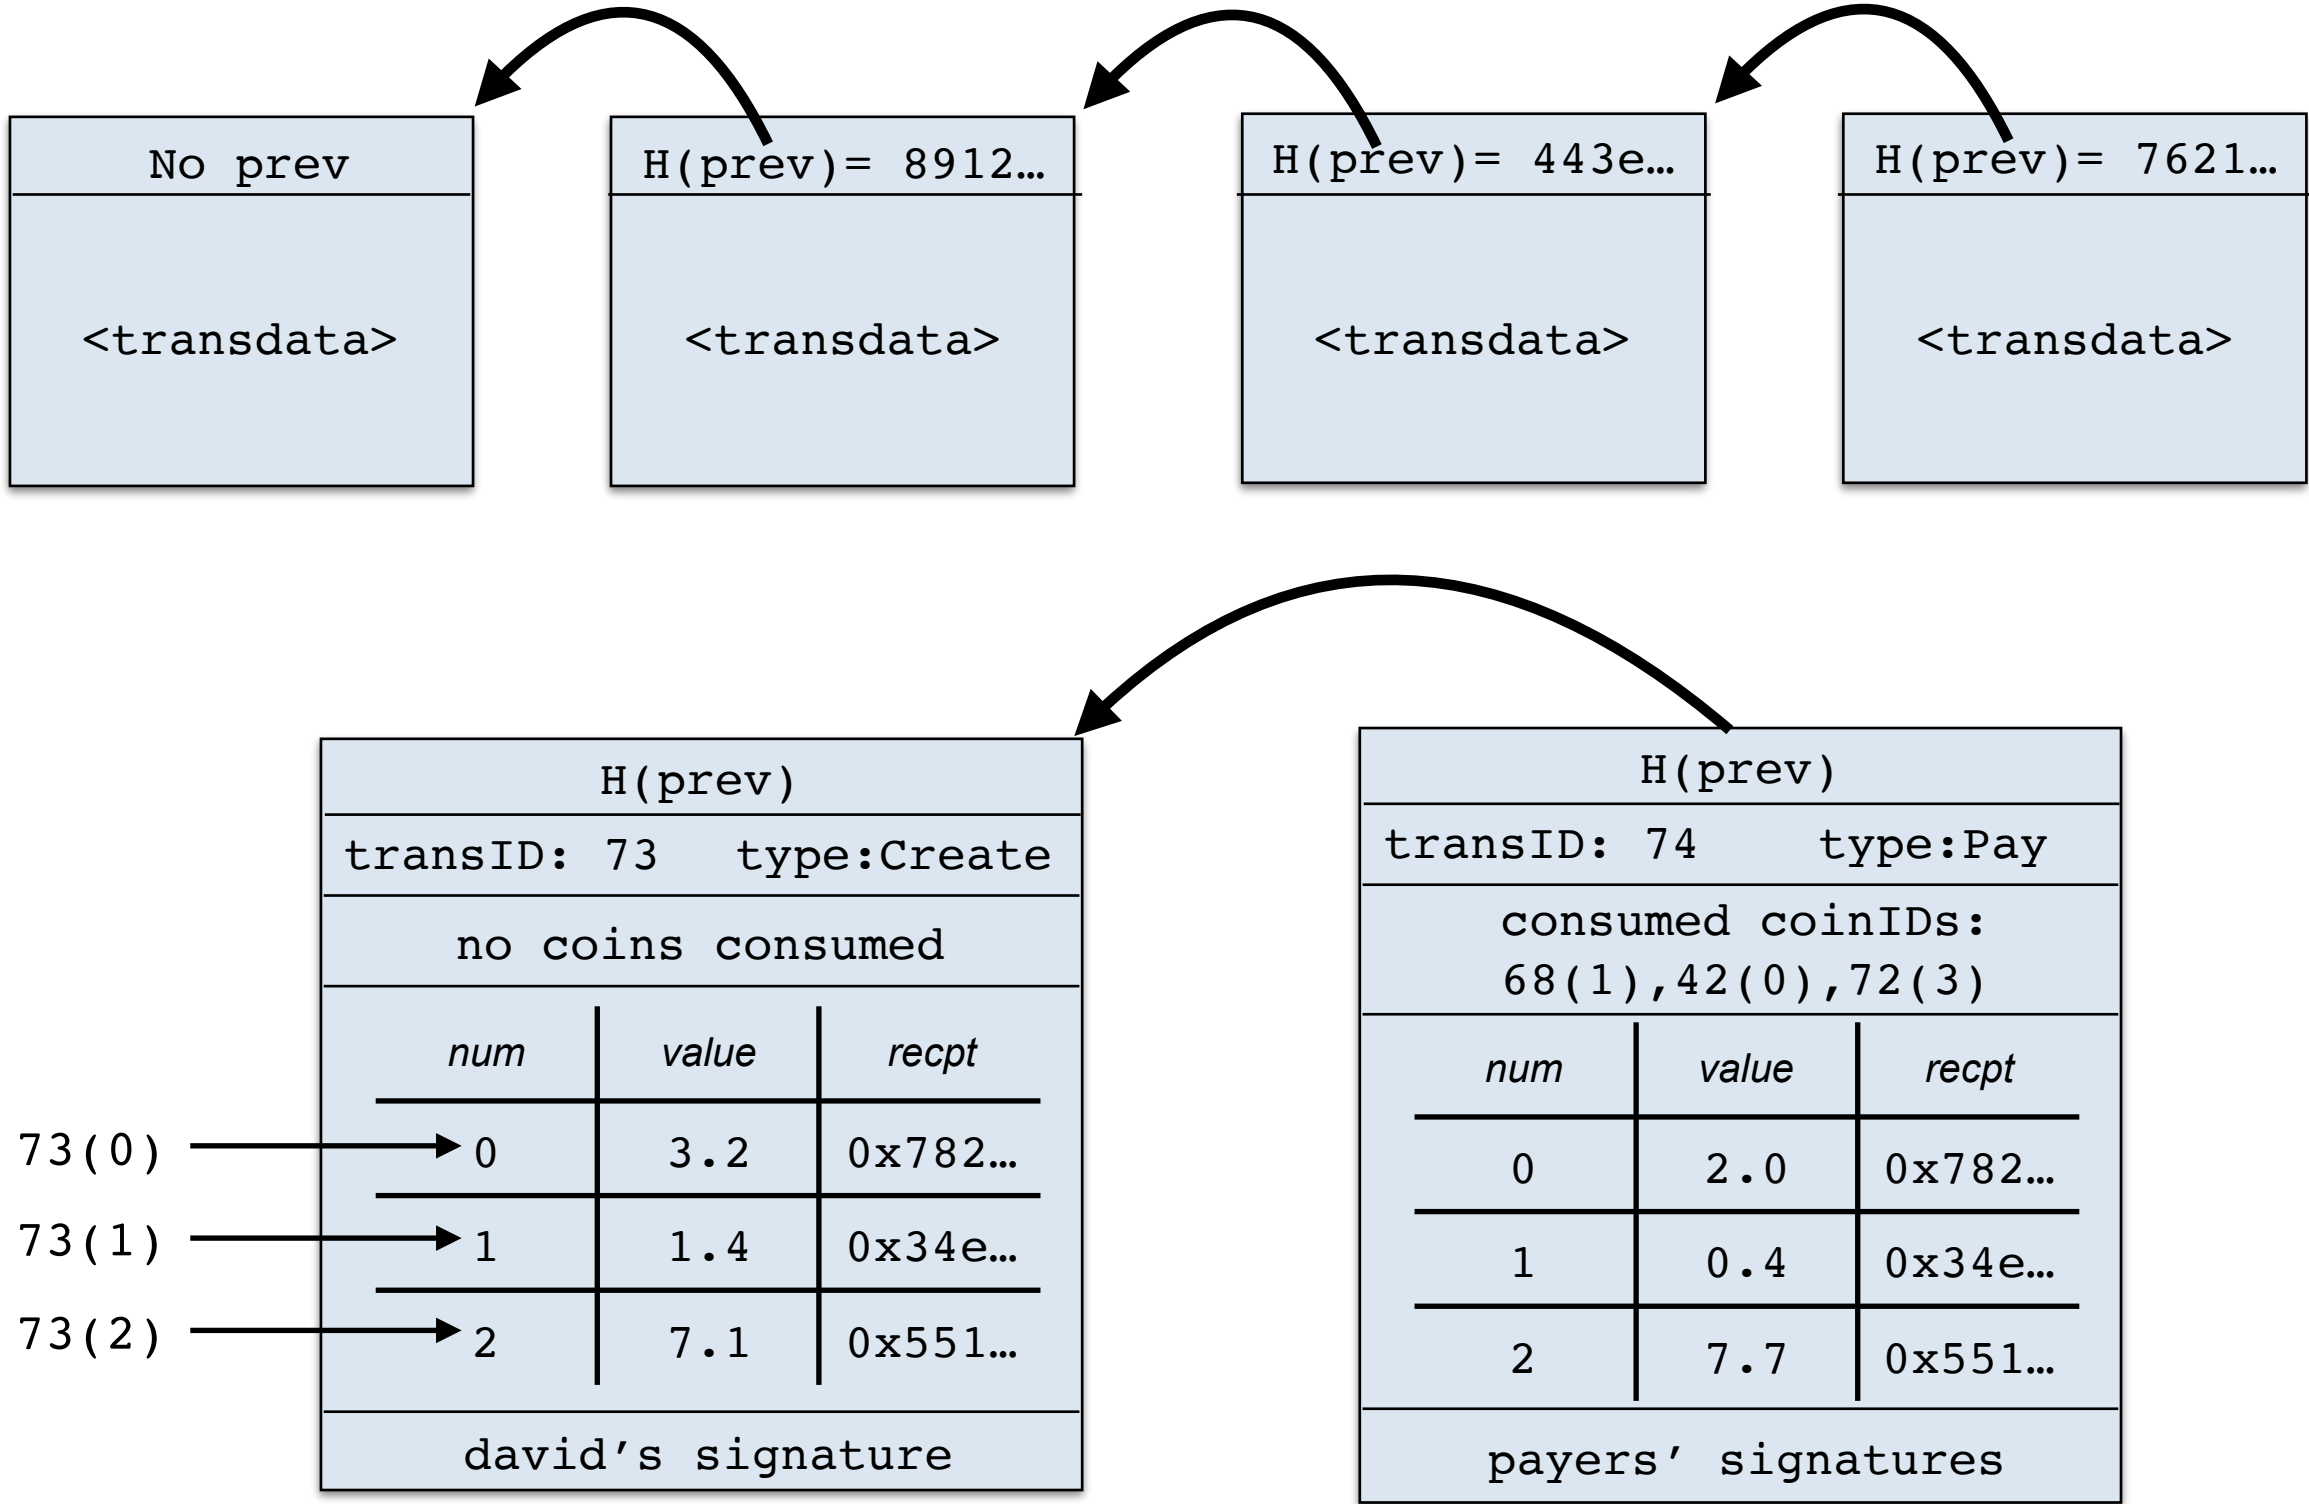 No prev
<transdata>
H(prev)= 8912…
<transdata>
H(prev)= 443e…
<transdata>
H(prev)= 7621…
<transdata>
H(prev)
transID: 73 type:Create
no coins consumed
num value recpt
73(0) 0 3.2 0x782…
73(1) 1 1.4 0x34e…
73(2) 2 7.1 0x551…
david’s signature
H(prev)
transID: 74 type:Pay
consumed coinIDs:
68(1),42(0),72(3)
num value recpt
0 2.0 0x782…
1 0.4 0x34e…
2 7.7 0x551…
payers’ signatures